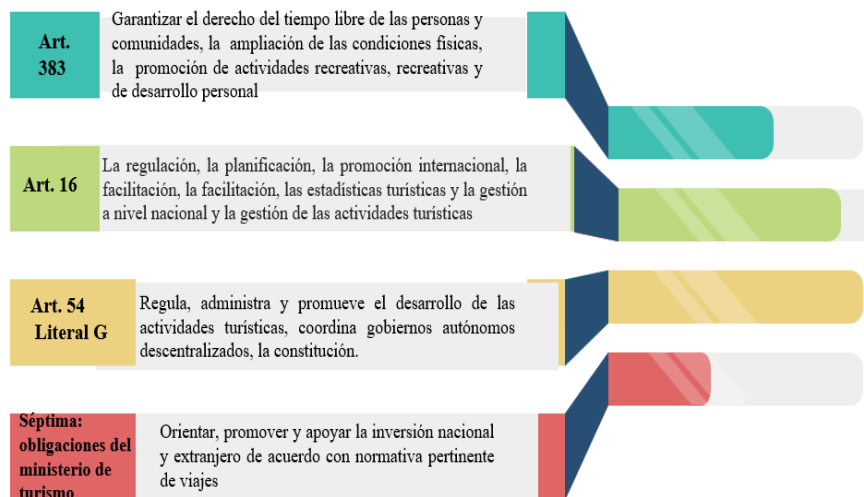 Art.
383
Garantizar el derecho del tiempo libre de las personas y
comunidades, la ampliación de las condiciones físicas,
la promoción de actividades recreativas, recreativas y
de desarrollo personal
Art. 16
La regulación, la planificación, la promoción internacional, la
facilitación, la facilitación, las estadísticas turísticas y la gestión
a nivel nacional y la gestión de las actividades turísticas
Art. 54
Literal G
Regula, administra y promueve el desarrollo de las
actividades turísticas, coordina gobiernos autónomos
descentralizados, la constitución.
Séptima:
obligaciones del
ministerio de
turismo
Orientar, promover y apoyar la inversión nacional
y extranjero de acuerdo con normativa pertinente
de viajes